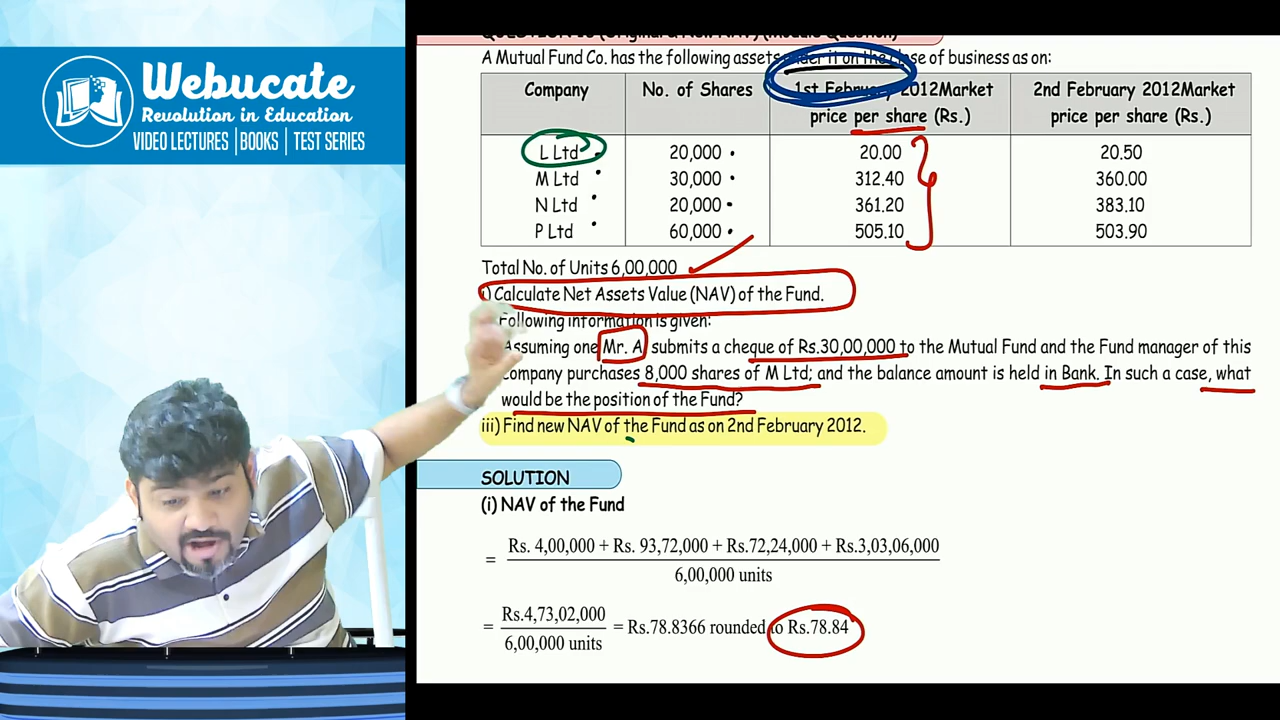 Webucate
Revolution in Education
VIDEO LECTURES | BOOKS | TEST SERIES
A Mutual Fund Co. has the following assets under it on the close of business as on:
Company No. of Shares 1st February 2012Market price per share (Rs.) 2nd February 2012Market price per share (Rs.)
L Ltd 20,000 20.00 20.50
M Ltd 30,000 312.40 360.00
N Ltd 20,000 361.20 383.10
P Ltd 60,000 505.10 503.90
Total No. of Units 6,00,000
i) Calculate Net Assets Value (NAV) of the Fund.
Following information is given:
Assuming one Mr. A submits a cheque of Rs.30,00,000 to the Mutual Fund and the Fund manager of this
company purchases 8,000 shares of M Ltd; and the balance amount is held in Bank. In such a case, what
would be the position of the Fund?
iii) Find new NAV of the Fund as on 2nd February 2012.
SOLUTION
(i) NAV of the Fund
= Rs. 4,00,000 + Rs. 93,72,000 + Rs.72,24,000 + Rs.3,03,06,000
6,00,000 units
= Rs.4,73,02,000 = Rs.78.8366 rounded to Rs.78.84
6,00,000 units